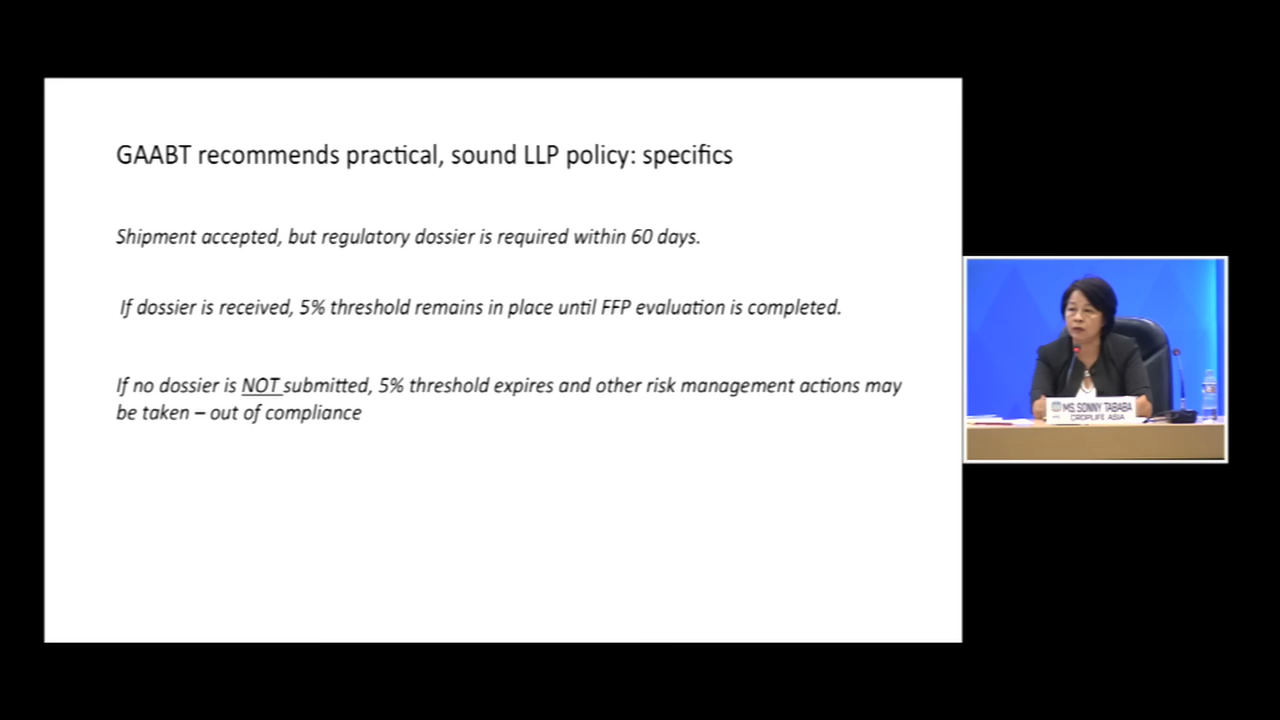 GAABT recommends practical, sound LLP policy: specifics
Shipment accepted, but regulatory dossier is required within 60 days.
If dossier is received, 5% threshold remains in place until FFP evaluation is completed.
If no dossier is NOT submitted, 5% threshold expires and other risk management actions may
be taken – out of compliance
MS. SONNY TABABA
CROPLIFE ASIA